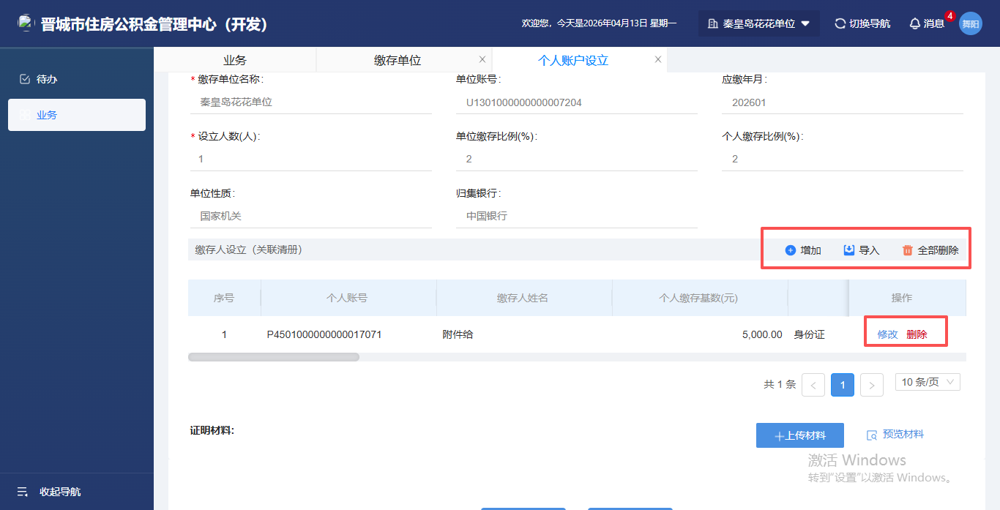 晋城市住房公积金管理中心（开发）
欢迎您，今天是2026年04月13日 星期一
秦皇岛花花单位
切换导航
消息
4
舞阳
待办
业务
收起导航
业务
缴存单位
个人账户设立
* 缴存单位名称:
单位账号:
应缴年月:
秦皇岛花花单位
U1301000000000007204
202601
* 设立人数(人):
单位缴存比例(%):
个人缴存比例(%):
1
2
2
单位性质:
归集银行:
国家机关
中国银行
缴存人设立（关联清册）
增加
导入
全部删除
序号
个人账号
缴存人姓名
个人缴存基数(元)
操作
1
P4501000000000017071
附件给
5,000.00
身份证
修改
删除
共 1 条
<
1
>
10 条/页
证明材料:
上传材料
预览材料
激活 Windows
转到"设置"以激活 Windows。